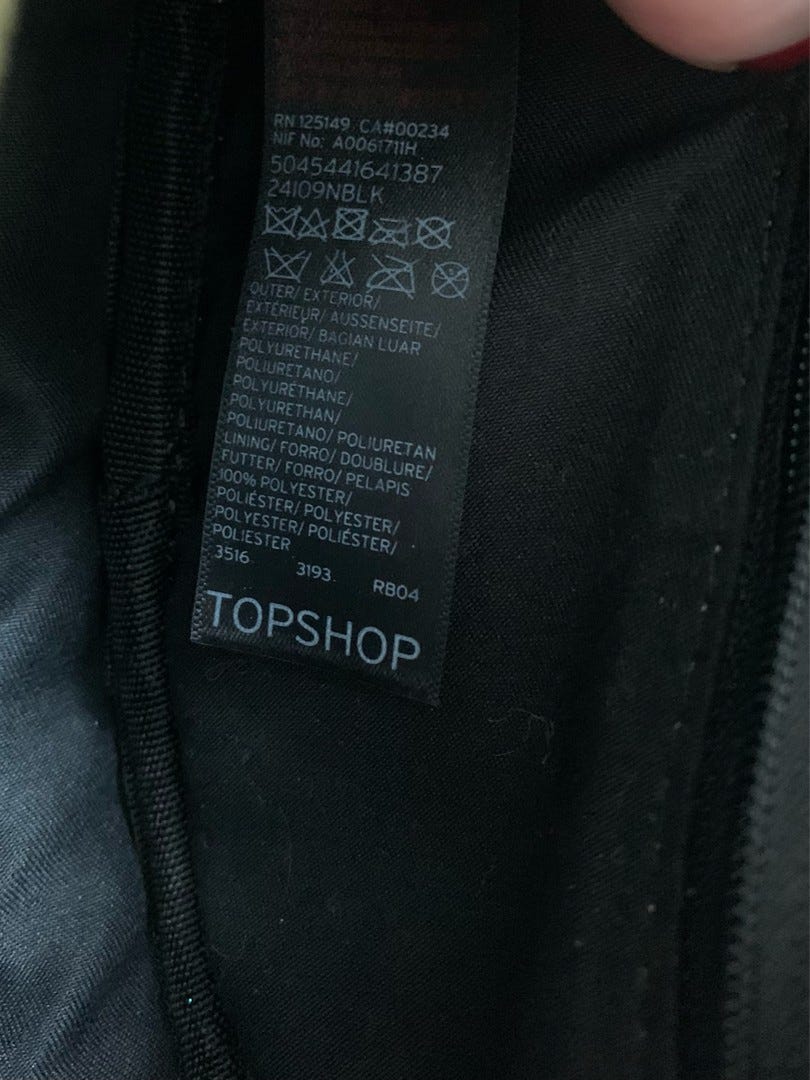 RN 125149 CA#00234
NIF No: A0061711H
5045441641387
24I09NBLK
OUTER/ EXTERIOR/
EXTÉRIEUR/ AUSSENSEITE/
EXTERIOR/ BAGIAN LUAR
POLYURETHANE/
POLIURETANO/
POLYURÉTHANE/
POLYURETHAN/
POLIURETANO/ POLIURETAN
LINING/ FORRO/ DOUBLURE/
FUTTER/ FORRO/ PELAPIS
100% POLYESTER/
POLIÉSTER/ POLYESTER/
POLYESTER/ POLIÉSTER/
POLIESTER
3516 3193 RB04
TOPSHOP